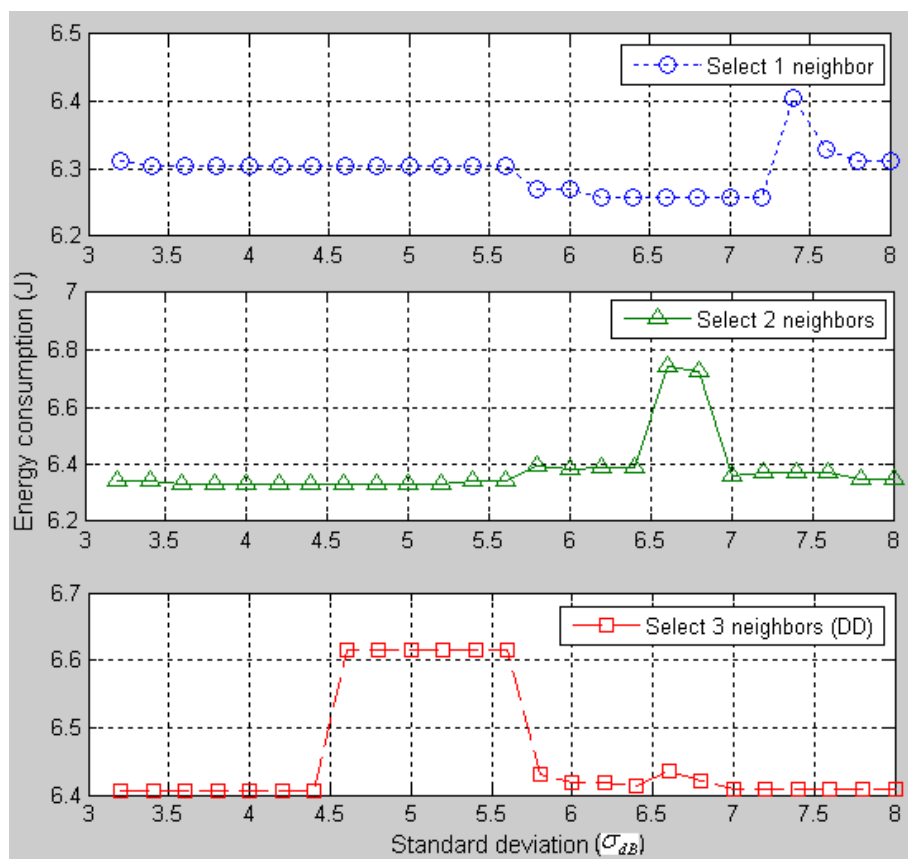 6.5
Select 1 neighbor
6.4
6.3
6.2
3 3.5 4 4.5 5 5.5 6 6.5 7 7.5 8
7
Select 2 neighbors
6.8
6.6
6.4
6.2
3 3.5 4 4.5 5 5.5 6 6.5 7 7.5 8
Energy consumption (J)
6.7
Select 3 neighbors (DD)
6.6
6.5
6.4
3 3.5 4 4.5 5 5.5 6 6.5 7 7.5 8
Standard deviation (σdB)